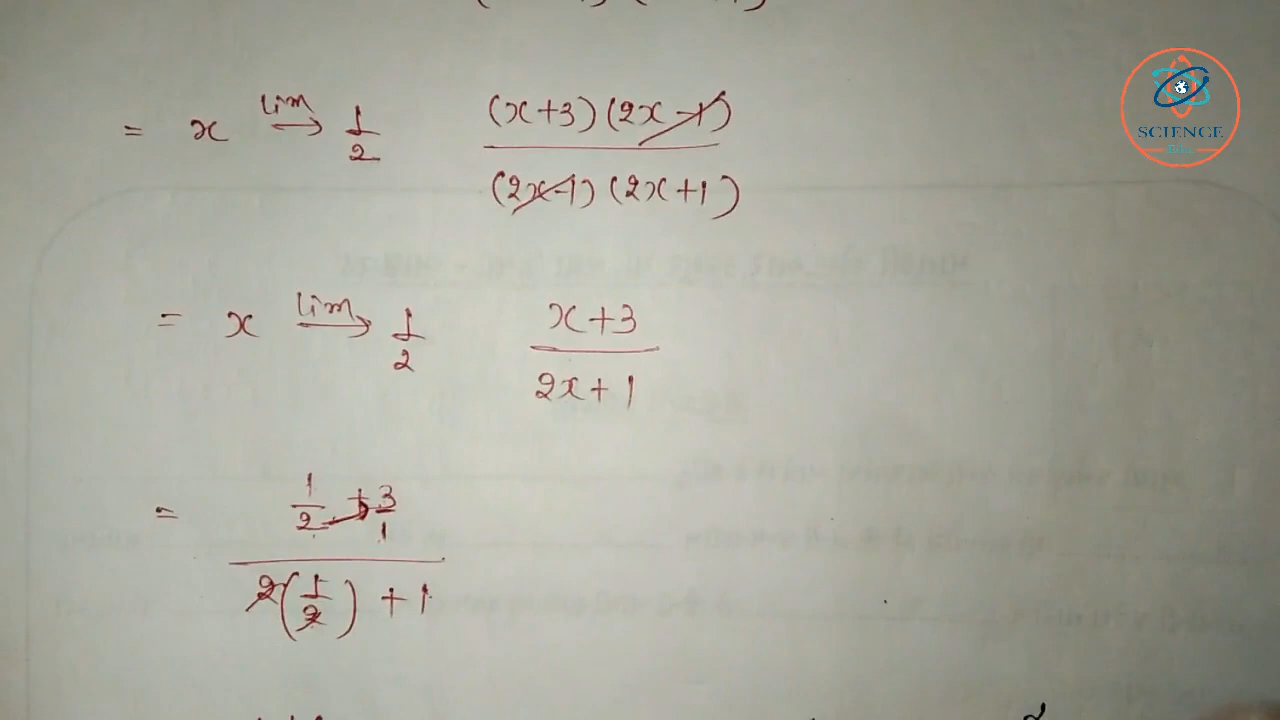 = x lim→ 1/2 (x+3)(2x-1)/(2x-1)(2x+1)
SCIENCE
= x lim→ 1/2 x+3/2x+1
= 1/2 + 3/1 / 2(1/2) + 1